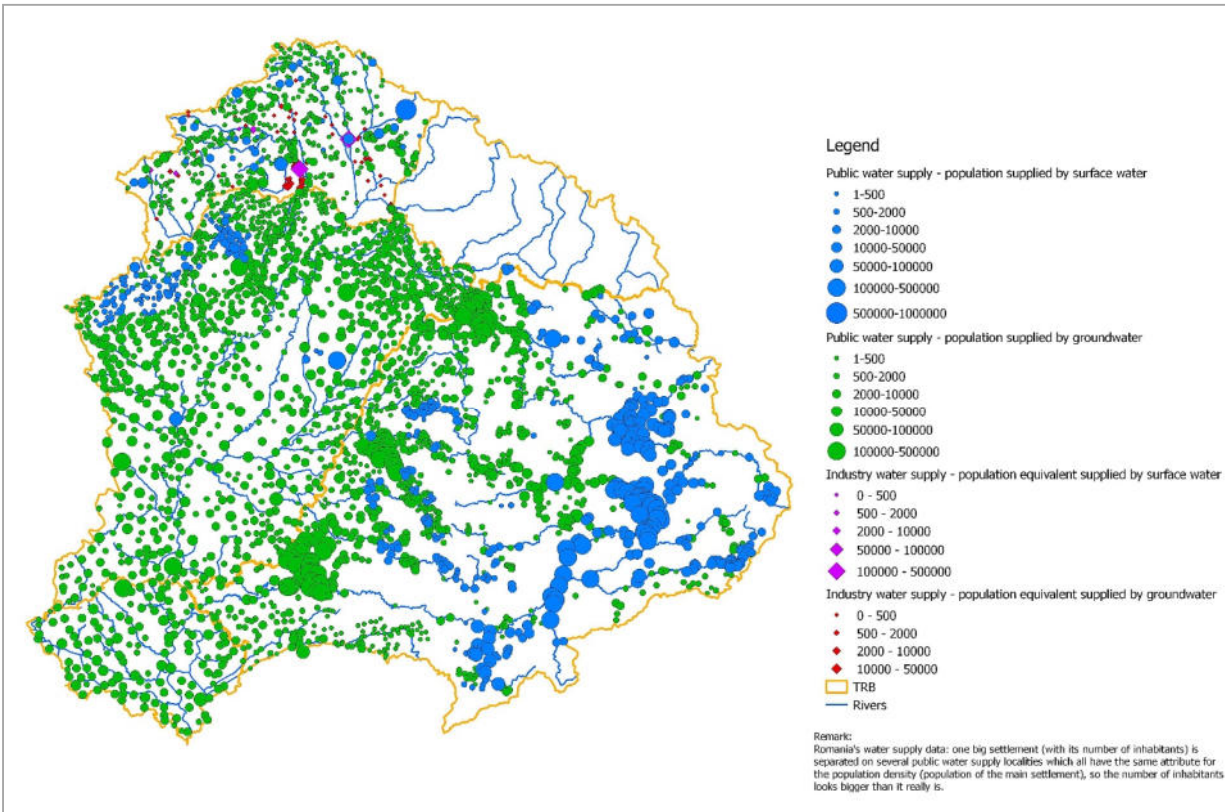 Legend
Public water supply - population supplied by surface water
1-500
500-2000
2000-10000
10000-50000
50000-100000
100000-500000
500000-1000000
Public water supply - population supplied by groundwater
1-500
500-2000
2000-10000
10000-50000
50000-100000
100000-500000
Industry water supply - population equivalent supplied by surface water
0 - 500
500 - 2000
2000 - 10000
50000 - 100000
100000 - 500000
Industry water supply - population equivalent supplied by groundwater
0 - 500
500 - 2000
2000 - 10000
10000 - 50000
TRB
Rivers
Remark:
Romania's water supply data: one big settlement (with its number of inhabitants) is
separated on several public water supply localities which all have the same attribute for
the population density (population of the main settlement), so the number of inhabitants
looks bigger than it really is.